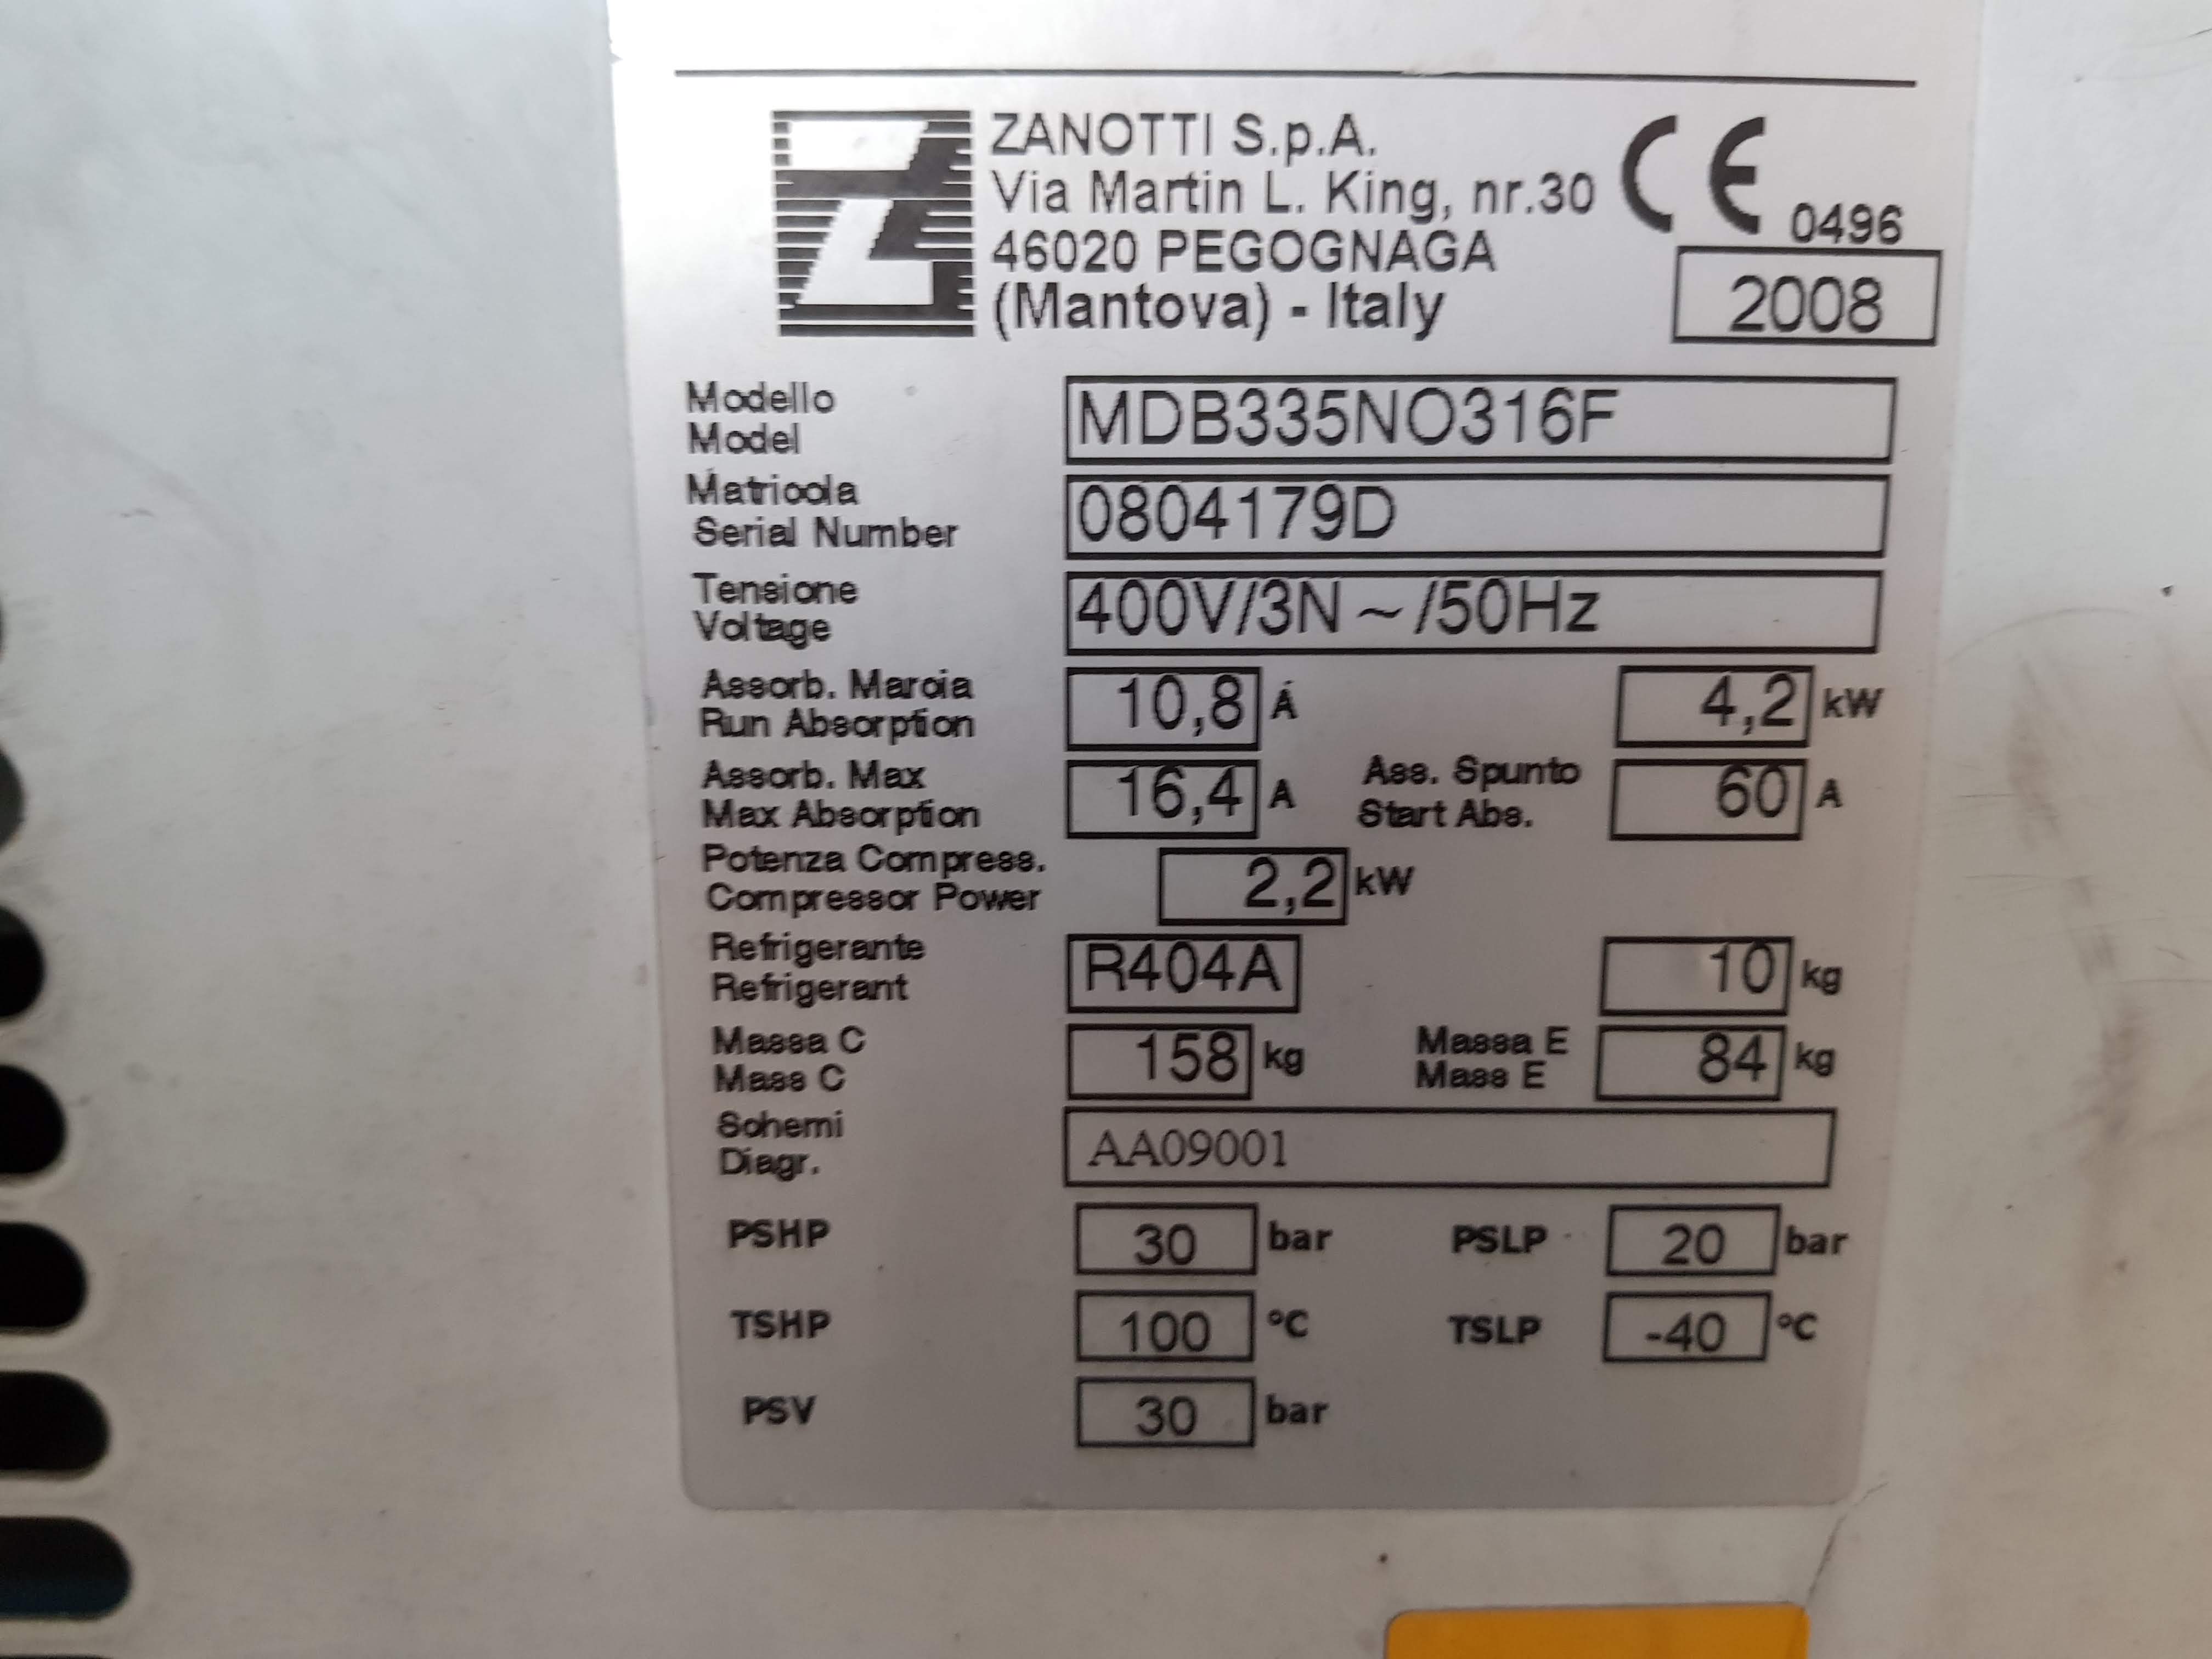 ZANOTTI S.p.A.
Via Martin L. King, nr.30
46020 PEGOGNAGA
(Mantova) - Italy
CE 0496
2008
Modello
Model
MDB335NO316F
Matricola
Serial Number
0804179D
Tensione
Voltage
400V/3N ~ /50Hz
Assorb. Marcia
Run Absorption
10,8 A
4,2 kW
Assorb. Max
Max Absorption
16,4 A
Ass. Spunto
Start Abs.
60 A
Potenza Compress.
Compressor Power
2,2 kW
Refrigerante
Refrigerant
R404A
10 kg
Massa C
Mass C
158 kg
Massa E
Mass E
84 kg
Schemi
Diagr.
AA09001
PSHP 30 bar PSLP 20 bar
TSHP 100 °C TSLP -40 °C
PSV 30 bar